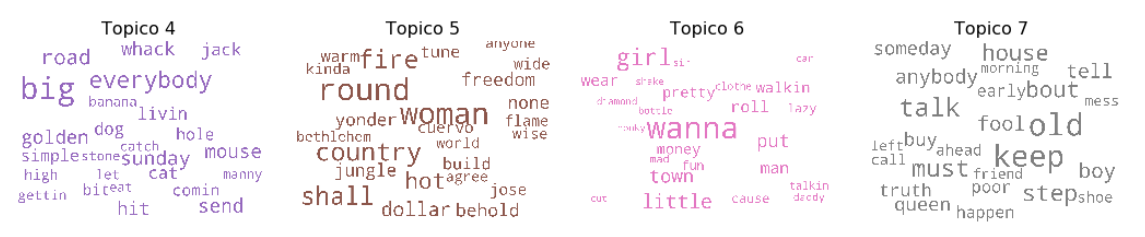 Topico 4
whack jack
road
big everybody
banana
livin
golden dog hole
catch
simple stone sunday mouse
high let cat manny
gettin bit eat comin
hit send
Topico 5
anyone
warm fire tune wide
kinda
freedom
round
none
yonder woman flame
bethlehem cuervo wise
world
country build
jungle agree
hot jose
shall
dollar behold
Topico 6
girl sir car
wear shake pretty clothe walkin
diamond bottle roll lazy
wanna put
money
mad fun man
town
talkin
cut little cause daddy
Topico 7
someday house
morning tell
anybody early bout
mess
talk
fool old
left buy ahead keep
call must friend boy
truth poor step shoe
queen happen